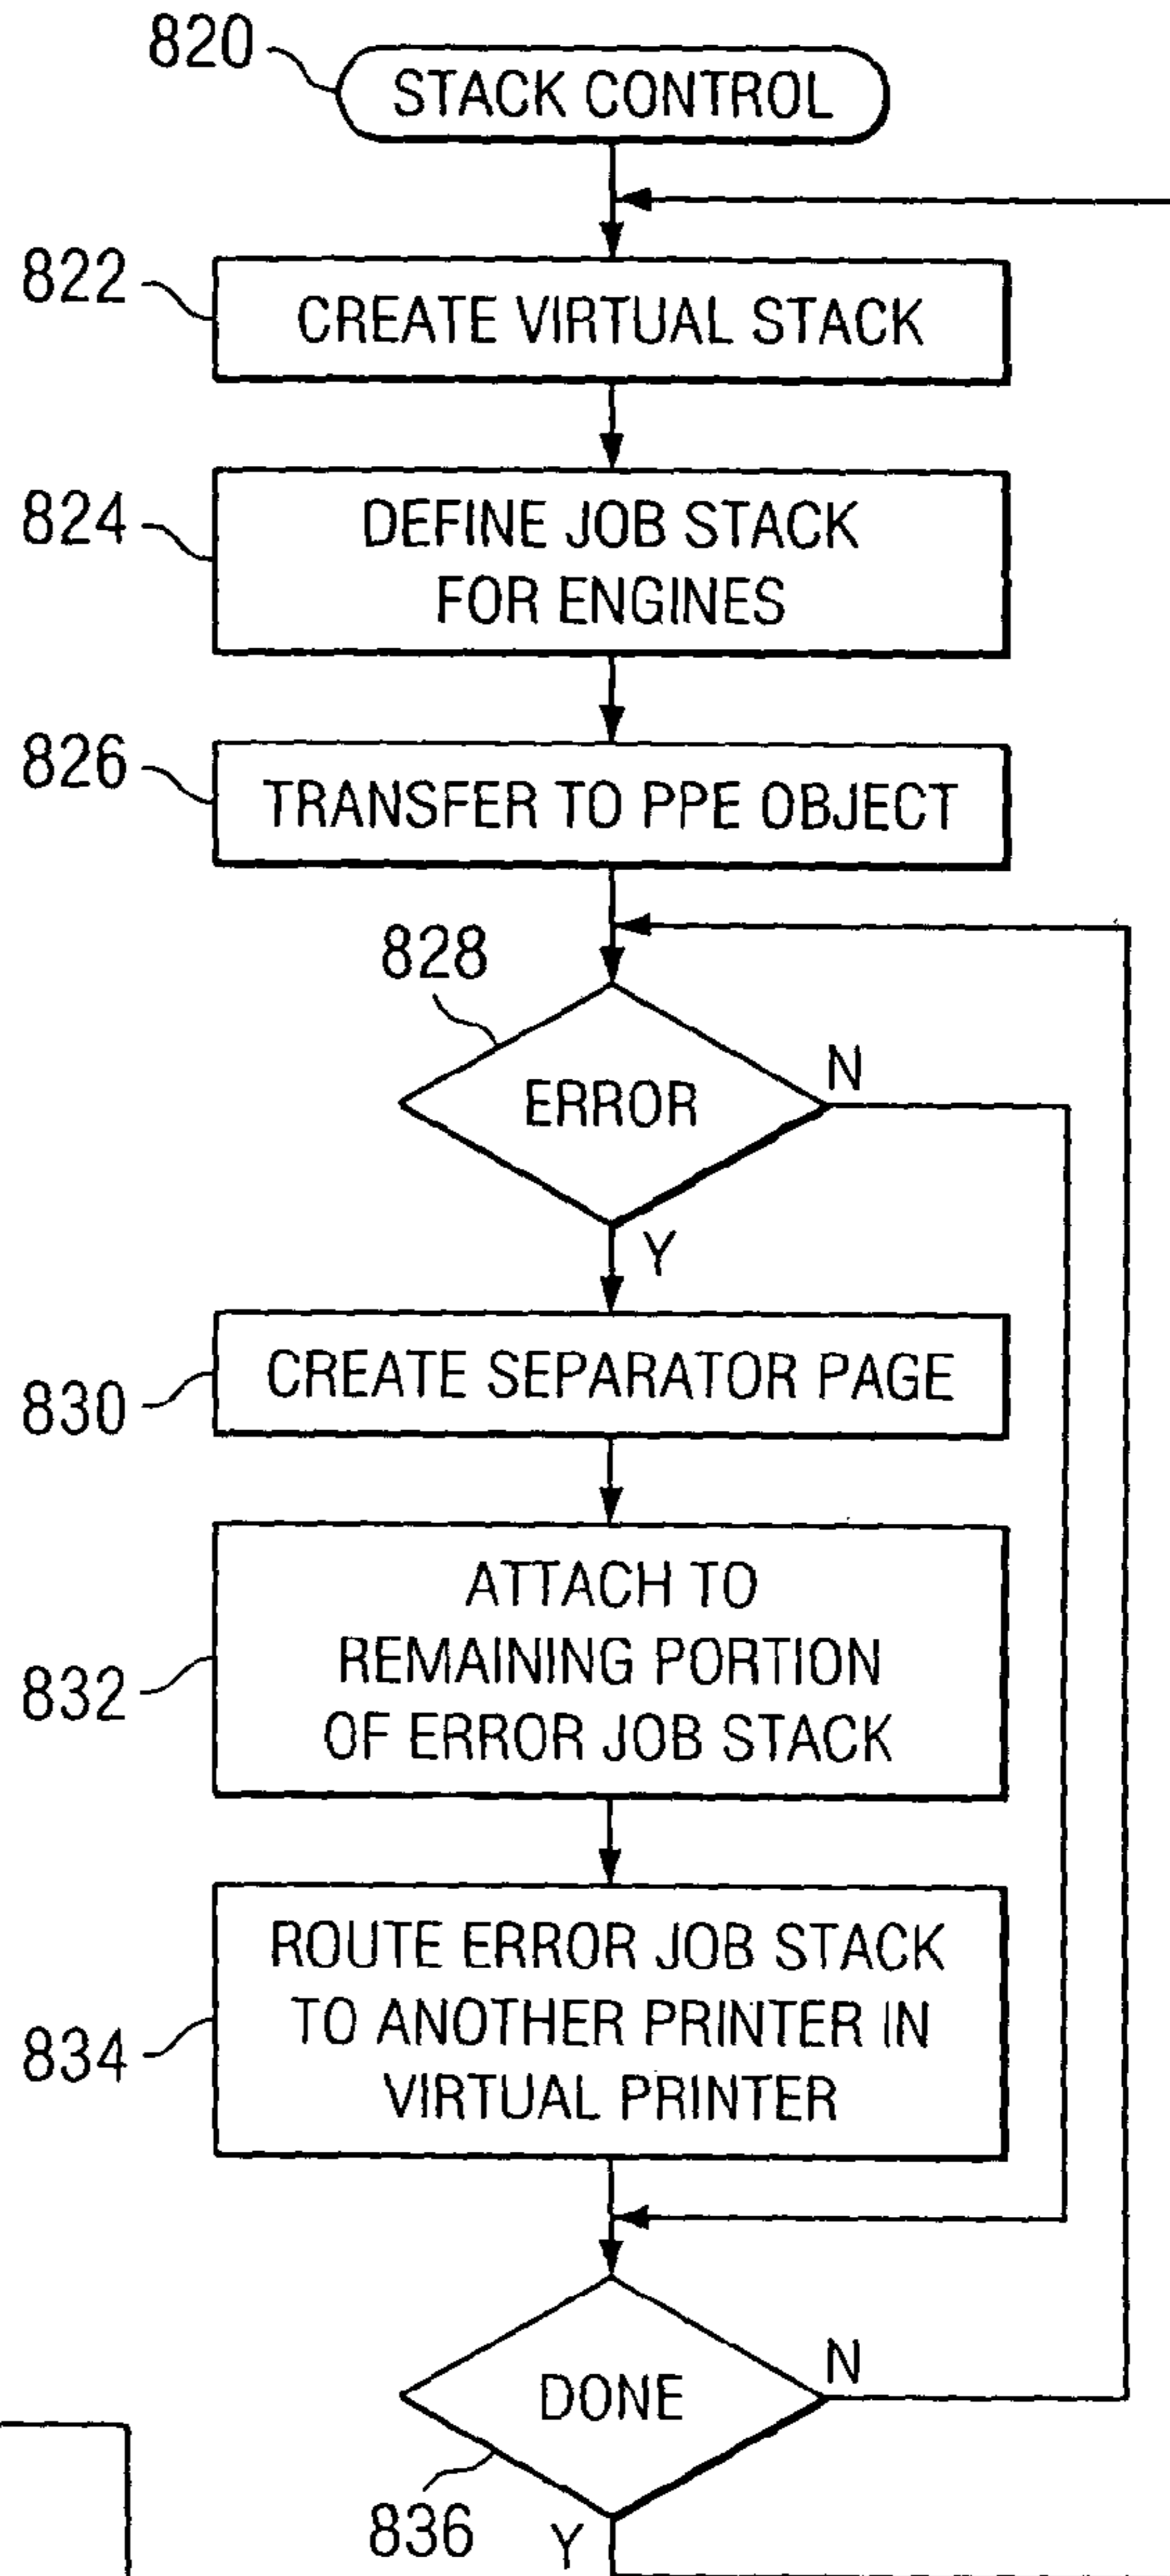 820
STACK CONTROL
822
CREATE VIRTUAL STACK
824
DEFINE JOB STACK
FOR ENGINES
826
TRANSFER TO PPE OBJECT
828
ERROR
N
Y
830
CREATE SEPARATOR PAGE
832
ATTACH TO
REMAINING PORTION
OF ERROR JOB STACK
834
ROUTE ERROR JOB STACK
TO ANOTHER PRINTER IN
VIRTUAL PRINTER
DONE
N
836
Y